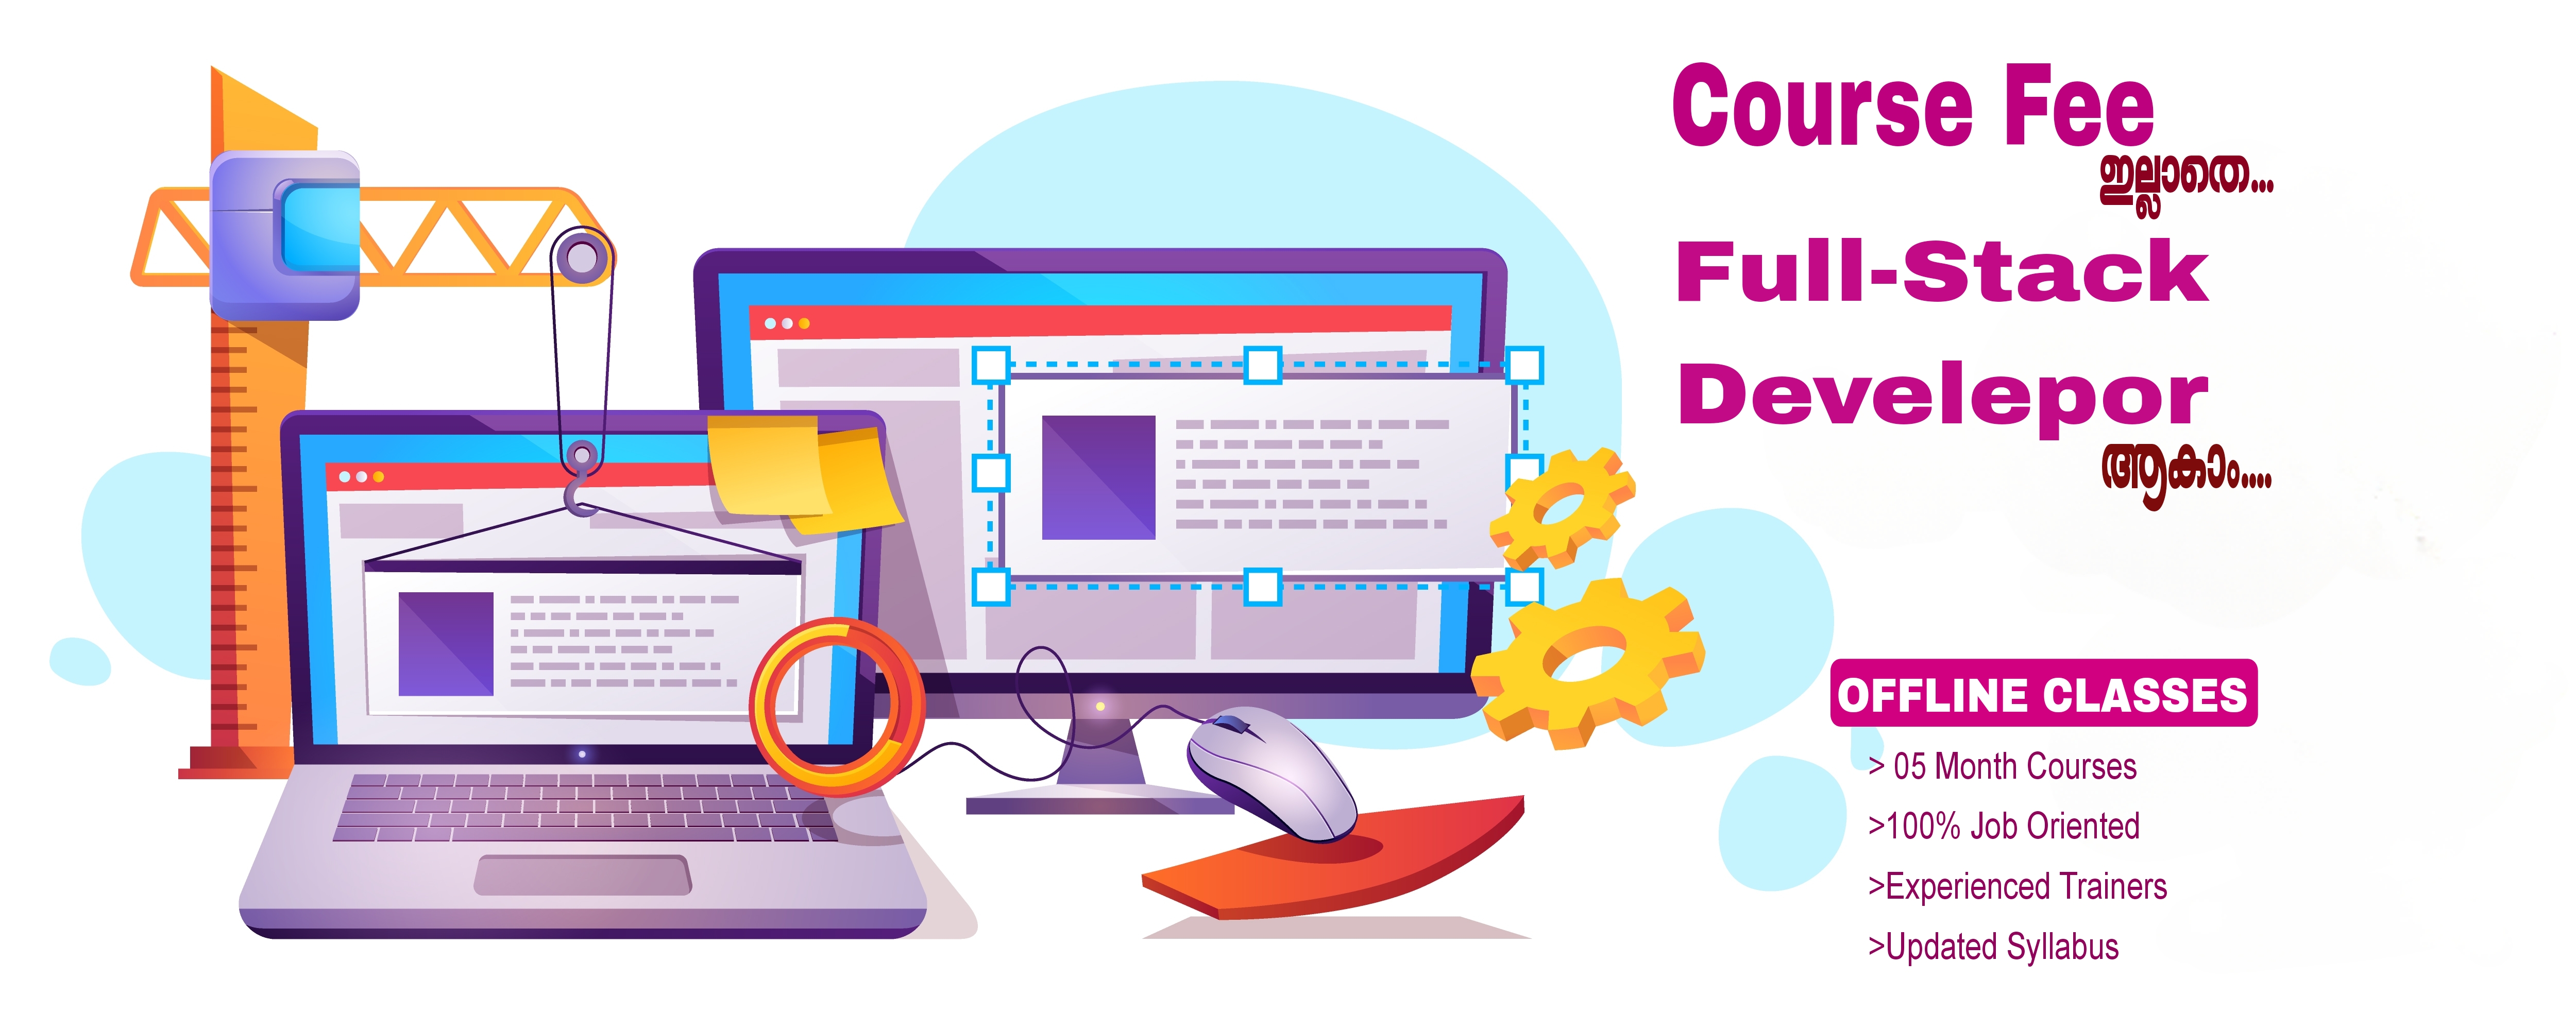 Course Fee
ഇല്ലാതെ...
Full-Stack
Develepor
ആകാം....
OFFLINE CLASSES
> 05 Month Courses
>100% Job Oriented
>Experienced Trainers
>Updated Syllabus